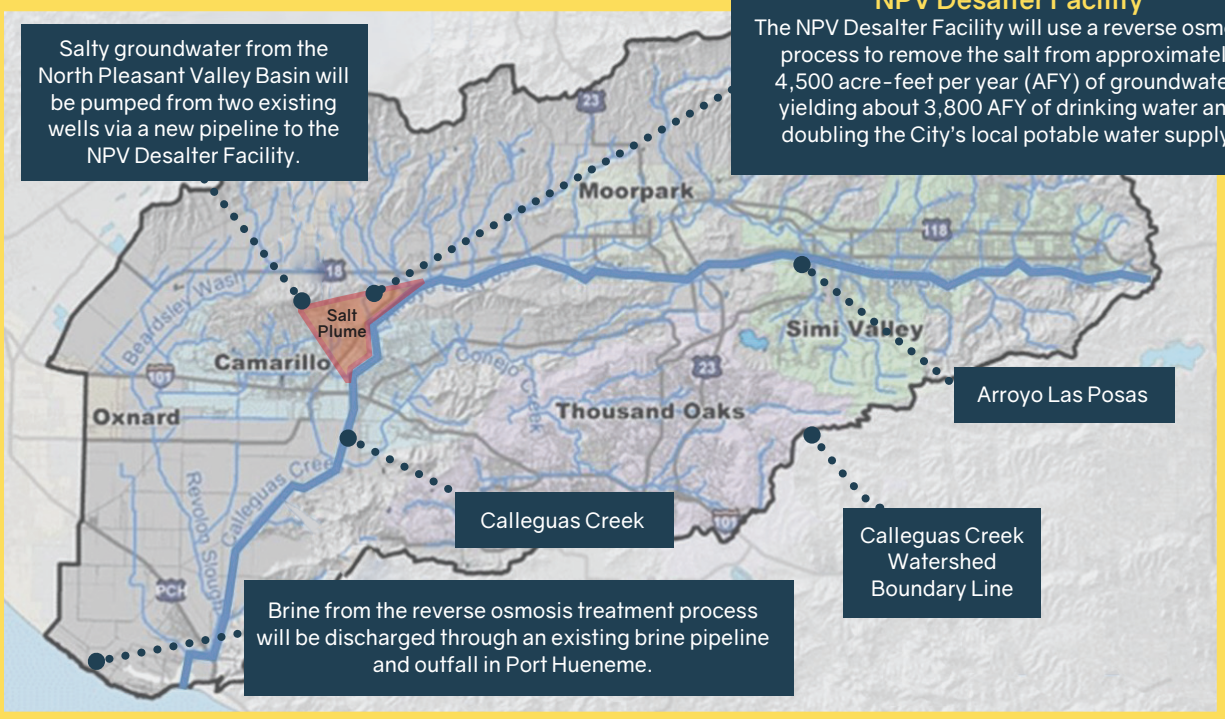 NPV Desalter Facility
The NPV Desalter Facility will use a reverse osmo
process to remove the salt from approximatel
4,500 acre-feet per year (AFY) of groundwate
yielding about 3,800 AFY of drinking water an
doubling the City's local potable water supply
Salty groundwater from the
North Pleasant Valley Basin will
be pumped from two existing
wells via a new pipeline to the
NPV Desalter Facility.
23
Moorpark
118
18
Beardsley Wash
Salt
Plume
Simi Valley
Camarillo
Conejo Creek
23
101
Arroyo Las Posas
Oxnard
Thousand Oaks
Calleguas Creek
Revolon Slough
Calleguas Creek
101
Calleguas Creek
Watershed
Boundary Line
PCH
Brine from the reverse osmosis treatment process
will be discharged through an existing brine pipeline
and outfall in Port Hueneme.